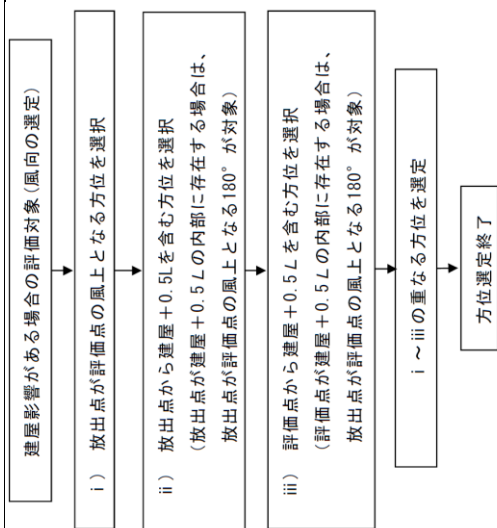 建屋影響がある場合の評価対象(風向の選定)
ⅰ) 放出点が評価点の風上となる方位を選択
ⅱ) 放出点から建屋+0.5Lを含む方位を選択
(放出点が建屋+0.5Lの内部に存在する場合は、
放出点が評価点の風上となる180°が対象)
ⅲ) 評価点から建屋+0.5Lを含む方位を選択
(評価点が建屋+0.5Lの内部に存在する場合は、
放出点が評価点の風上となる180°が対象)
ⅰ~ⅲの重なる方位を選定
方位選定終了